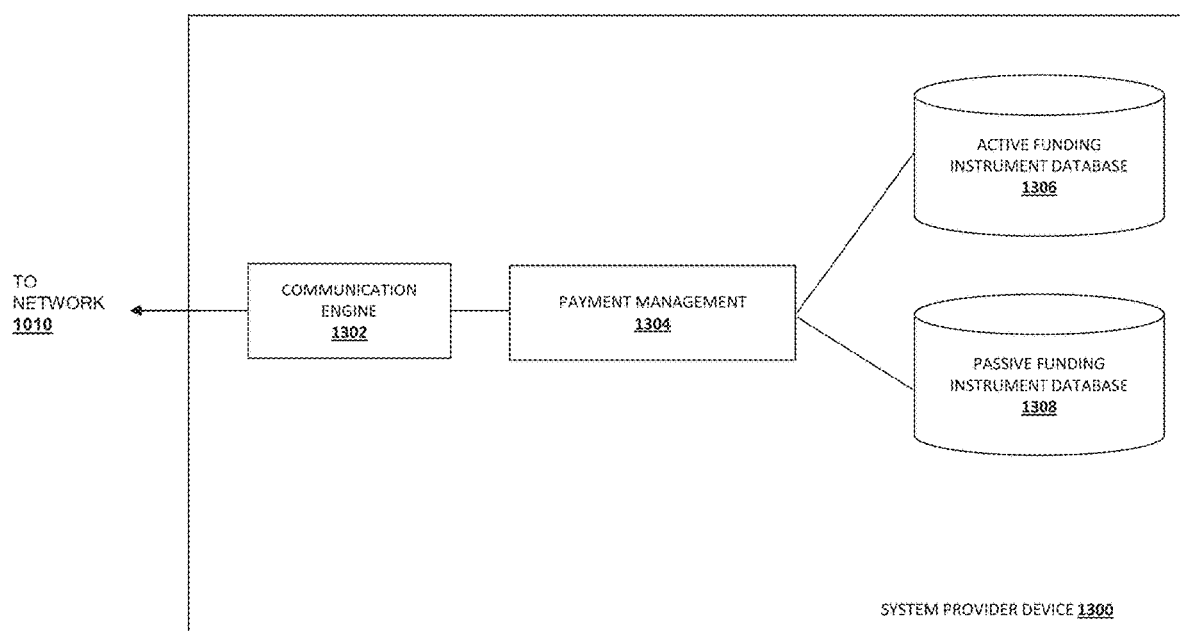 TO
NETWORK
1010
COMMUNICATION
ENGINE
1302
PAYMENT MANAGEMENT
1304
ACTIVE FUNDING
INSTRUMENT DATABASE
1306
PASSIVE FUNDING
INSTRUMENT DATABASE
1308
SYSTEM PROVIDER DEVICE 1300